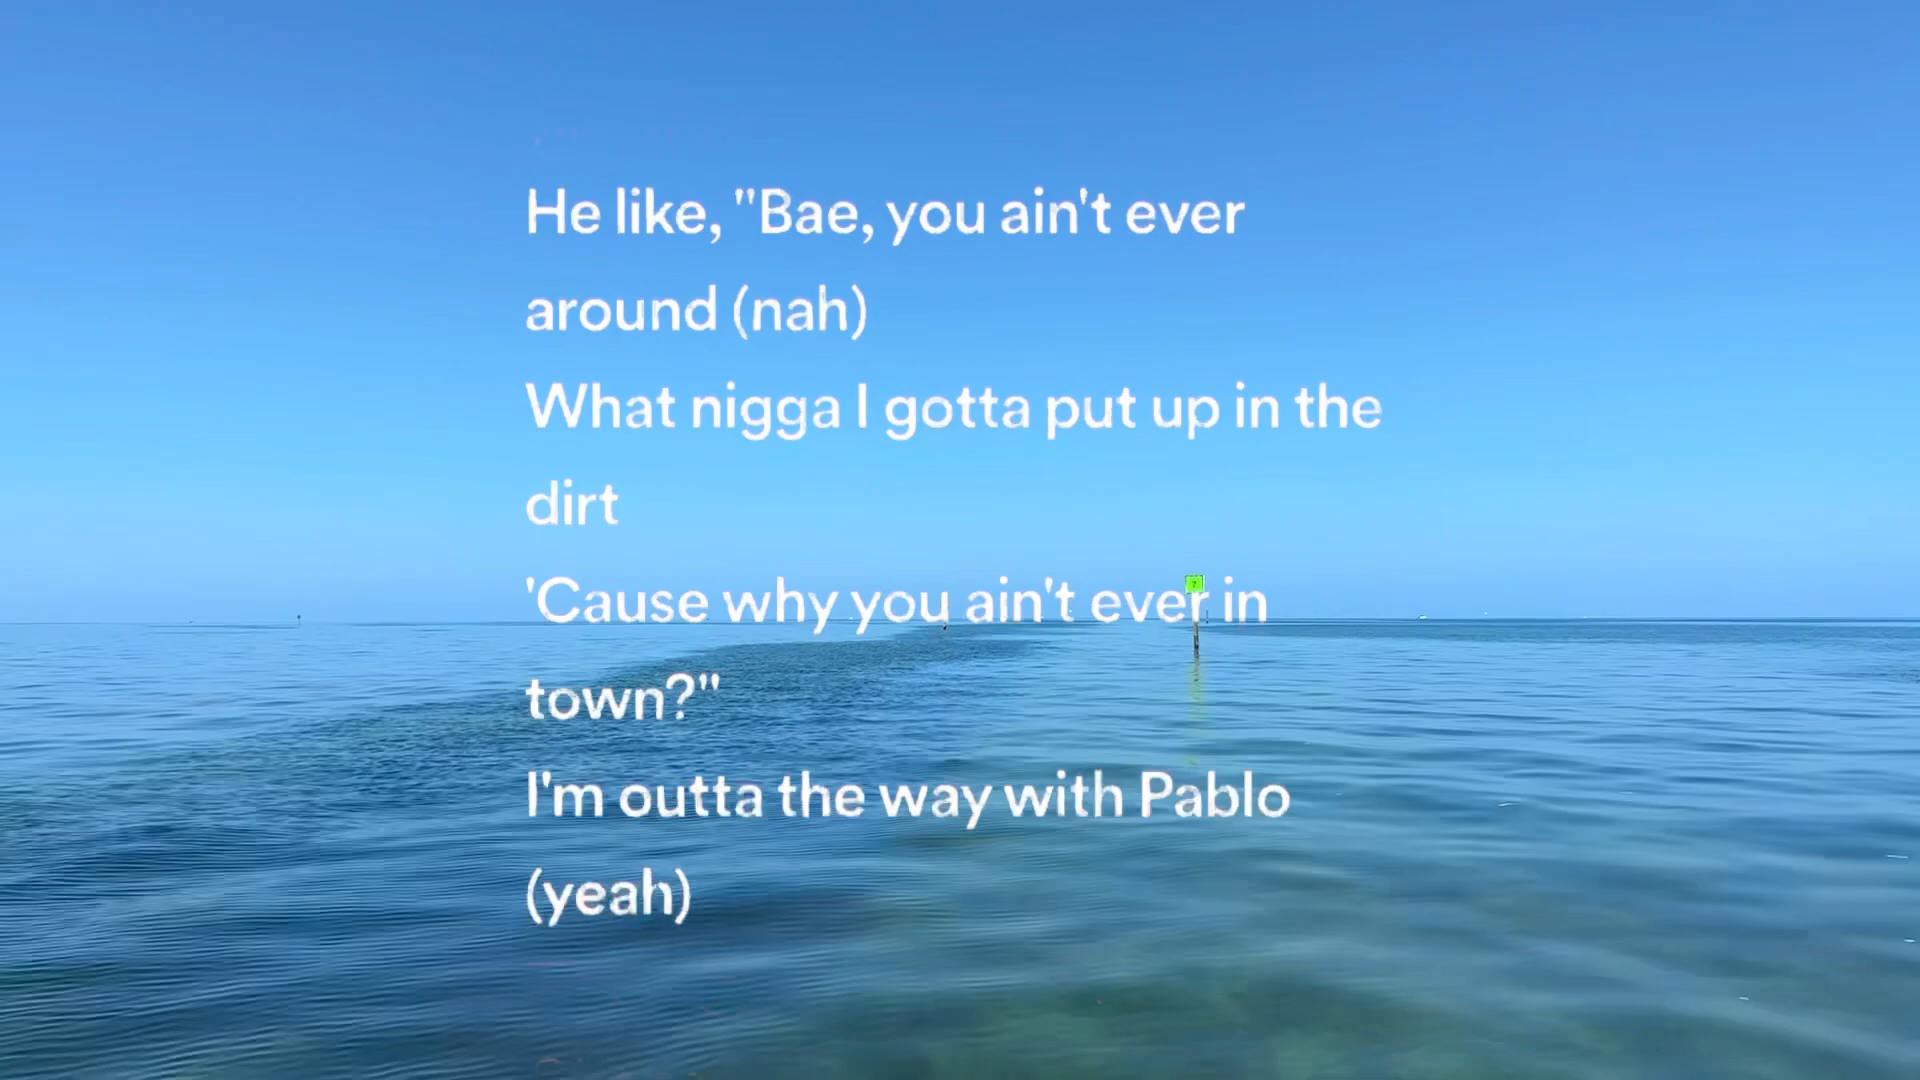 He like, "Bae, you ain't ever
around (nah)
What nigga I gotta put up in the
dirt
'Cause why you ain't ever in
town?"
I'm outta the way with Pablo
(yeah)
7